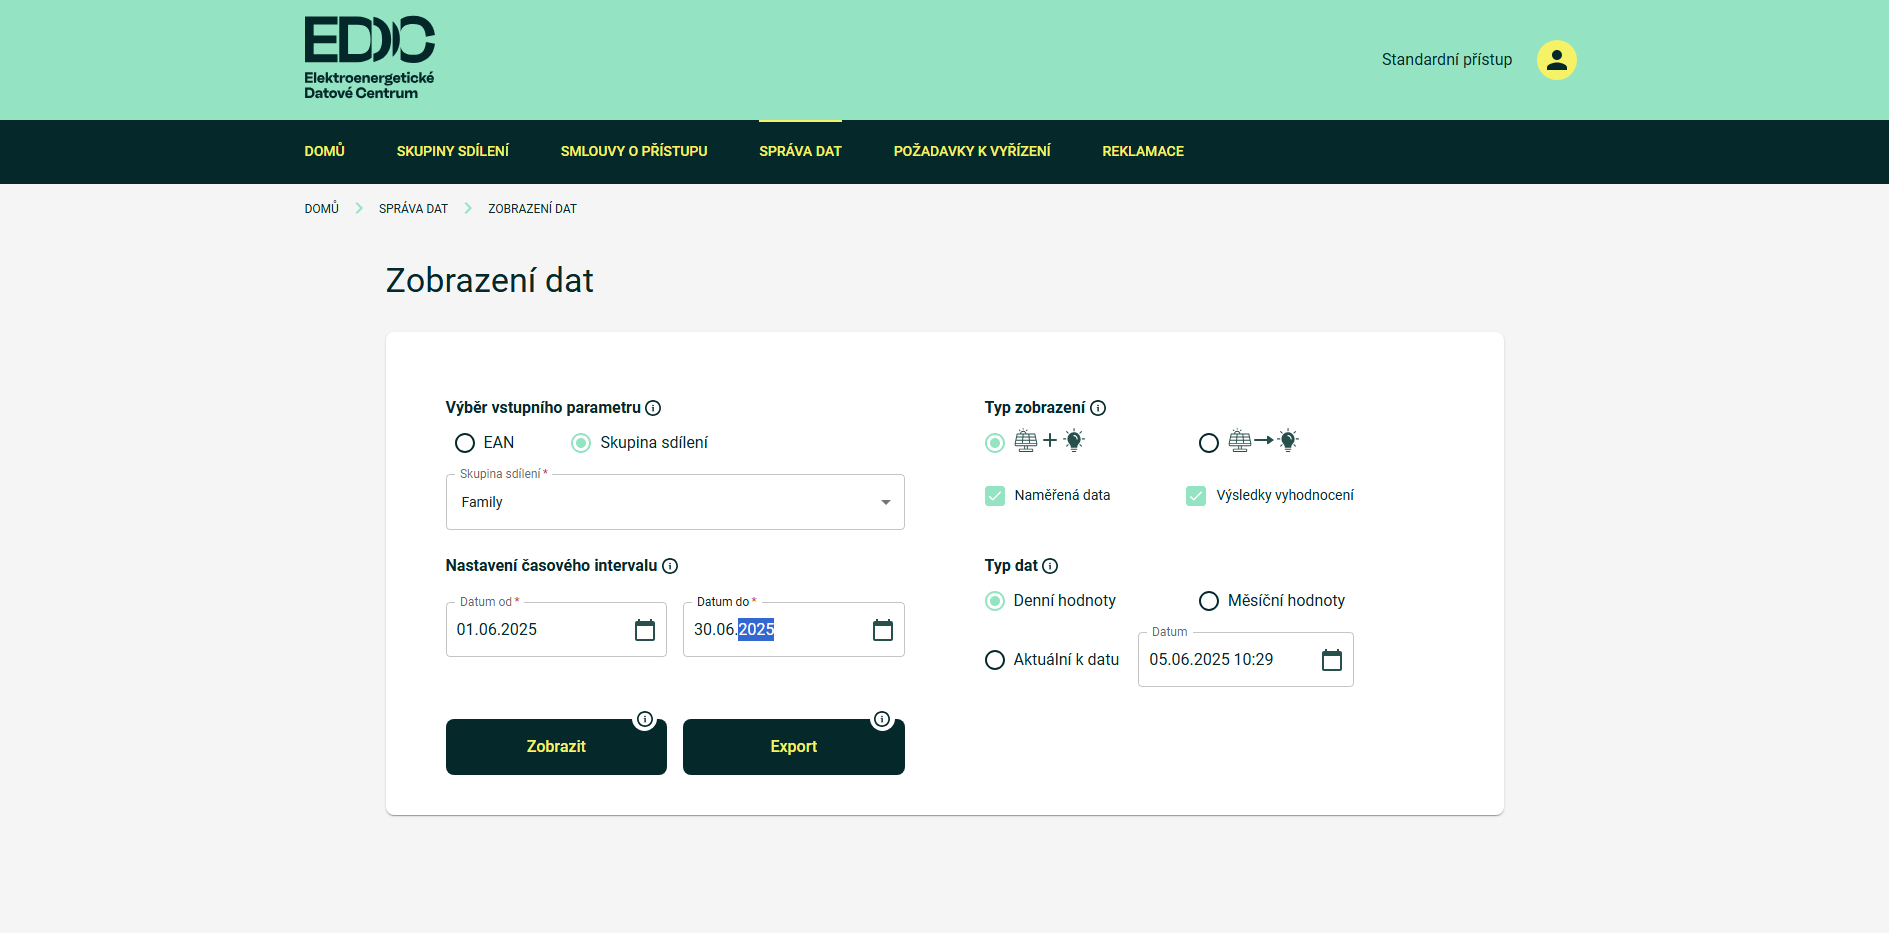 EDC
Elektroenergetické
Datové Centrum
Standardní přístup
DOMŮ SKUPINY SDÍLENÍ SMLOUVY O PŘÍSTUPU SPRÁVA DAT POŽADAVKY K VYŘÍZENÍ REKLAMACE
DOMŮ SPRÁVA DAT ZOBRAZENÍ DAT
Zobrazení dat
Výběr vstupního parametru
EAN Skupina sdílení
Skupina sdílení *
Family
Nastavení časového intervalu
Datum od * Datum do *
01.06.2025 30.06.2025
Zobrazit Export
Typ zobrazení
Naměřená data Výsledky vyhodnocení
Typ dat
Denní hodnoty Měsíční hodnoty
Datum
Aktuální k datu 05.06.2025 10:29